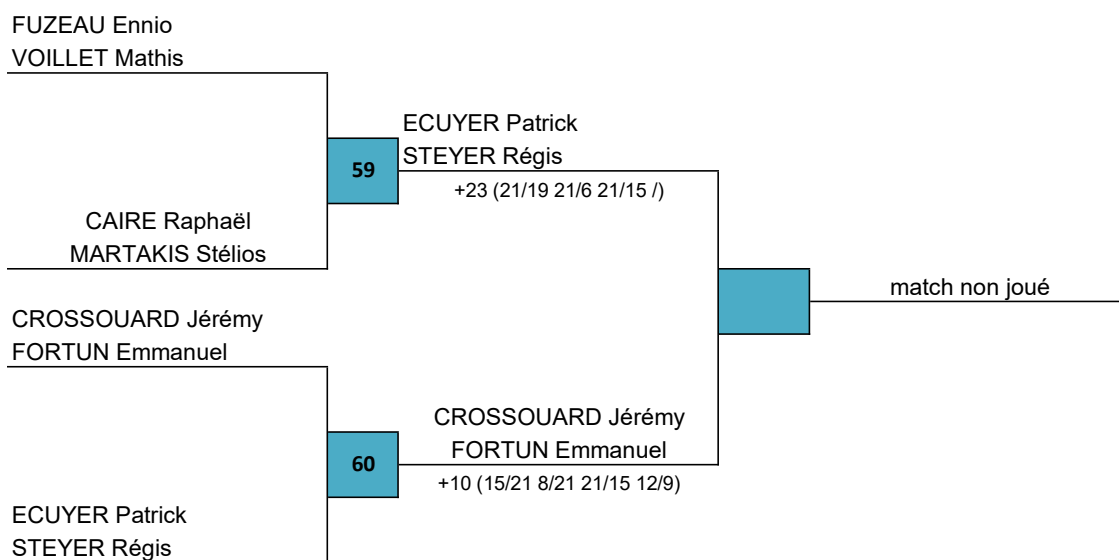 FUZEAU Ennio
VOILLET Mathis
ECUYER Patrick
STEYER Régis
59
+23 (21/19 21/6 21/15 /)
CAIRE Raphaël
MARTAKIS Stélios
match non joué
CROSSOUARD Jérémy
FORTUN Emmanuel
CROSSOUARD Jérémy
FORTUN Emmanuel
60
+10 (15/21 8/21 21/15 12/9)
ECUYER Patrick
STEYER Régis